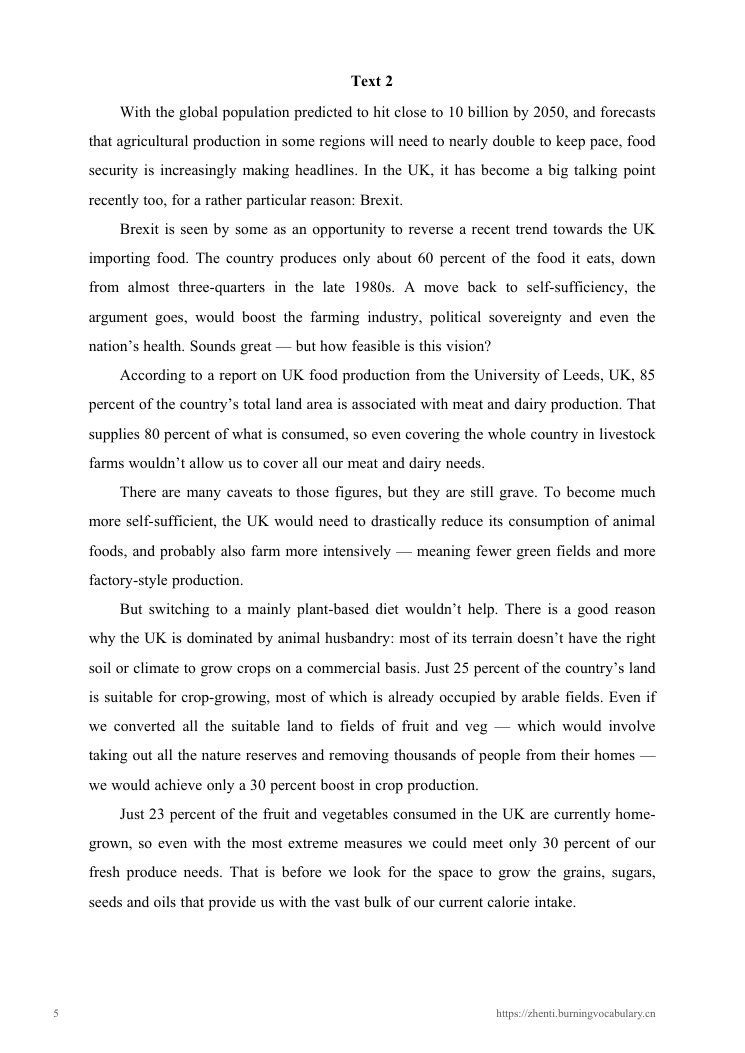 Text 2
With the global population predicted to hit close to 10 billion by 2050, and forecasts
that agricultural production in some regions will need to nearly double to keep pace, food
security is increasingly making headlines. In the UK, it has become a big talking point
recently too, for a rather particular reason: Brexit.
Brexit is seen by some as an opportunity to reverse a recent trend towards the UK
importing food. The country produces only about 60 percent of the food it eats, down
from almost three-quarters in the late 1980s. A move back to self-sufficiency, the
argument goes, would boost the farming industry, political sovereignty and even the
nation’s health. Sounds great — but how feasible is this vision?
According to a report on UK food production from the University of Leeds, UK, 85
percent of the country’s total land area is associated with meat and dairy production. That
supplies 80 percent of what is consumed, so even covering the whole country in livestock
farms wouldn’t allow us to cover all our meat and dairy needs.
There are many caveats to those figures, but they are still grave. To become much
more self-sufficient, the UK would need to drastically reduce its consumption of animal
foods, and probably also farm more intensively — meaning fewer green fields and more
factory-style production.
But switching to a mainly plant-based diet wouldn’t help. There is a good reason
why the UK is dominated by animal husbandry: most of its terrain doesn’t have the right
soil or climate to grow crops on a commercial basis. Just 25 percent of the country’s land
is suitable for crop-growing, most of which is already occupied by arable fields. Even if
we converted all the suitable land to fields of fruit and veg — which would involve
taking out all the nature reserves and removing thousands of people from their homes —
we would achieve only a 30 percent boost in crop production.
Just 23 percent of the fruit and vegetables consumed in the UK are currently home-
grown, so even with the most extreme measures we could meet only 30 percent of our
fresh produce needs. That is before we look for the space to grow the grains, sugars,
seeds and oils that provide us with the vast bulk of our current calorie intake.
5
https://zhenti.burningvocabulary.cn